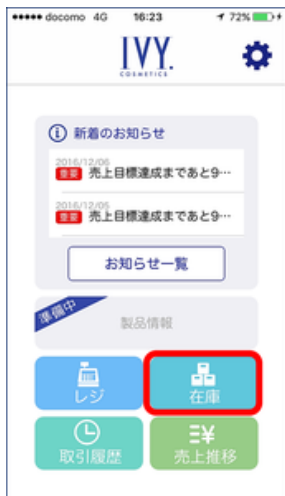 docomo 4G 16:23 72%
IVY.
COSMETICS
新着のお知らせ
2016/12/06
重要 売上目標達成まであと9…
2016/12/05
重要 売上目標達成まであと9…
お知らせ一覧
準備中
製品情報
レジ
在庫
取引履歴
売上推移